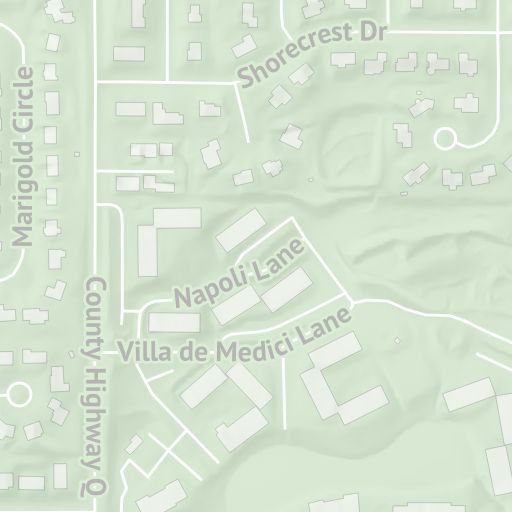 Shorecrest Dr
Marigold Circle
Napoli Lane
County Highway Q
Villa de Medici Lane